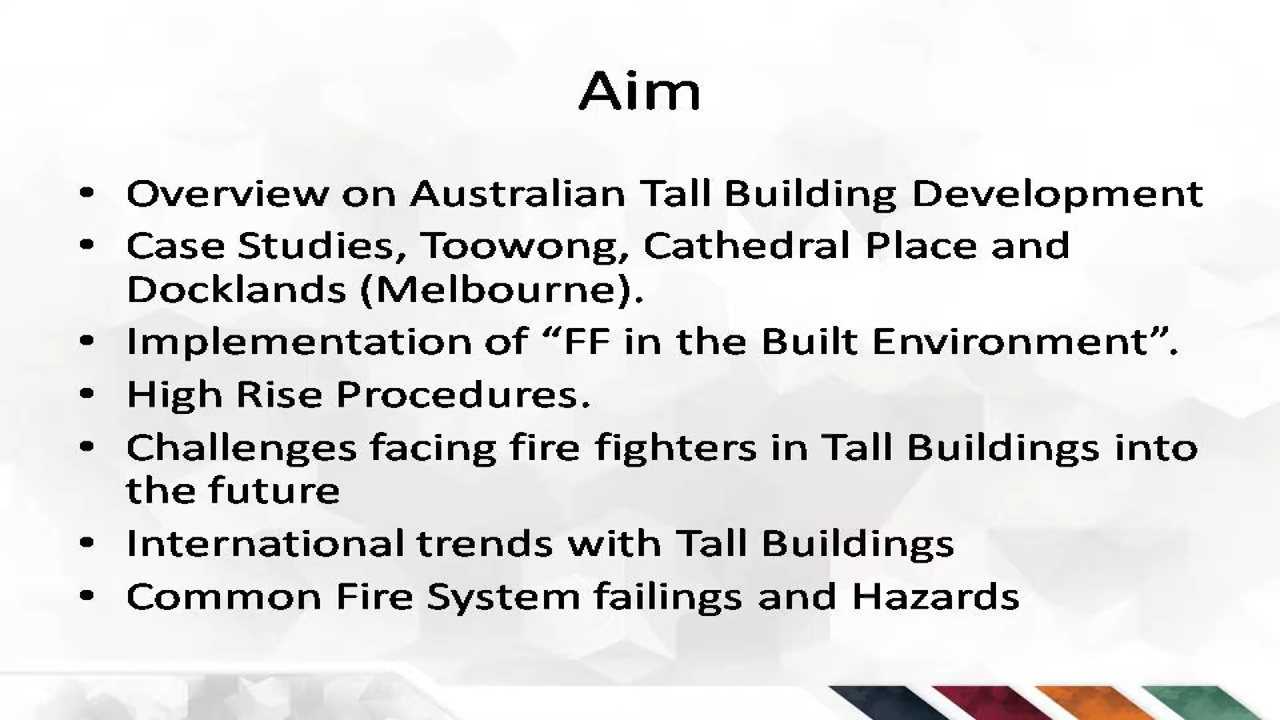 Aim
• Overview on Australian Tall Building Development
• Case Studies, Toowong, Cathedral Place and
Docklands (Melbourne).
• Implementation of “FF in the Built Environment”.
• High Rise Procedures.
• Challenges facing fire fighters in Tall Buildings into
the future
• International trends with Tall Buildings
• Common Fire System failings and Hazards